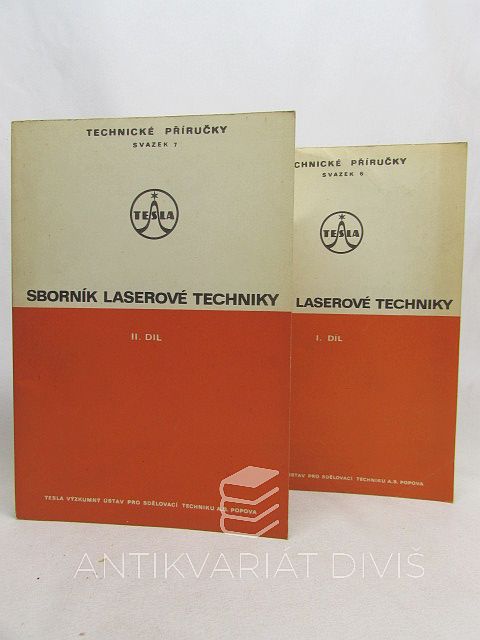 TECHNICKÉ PŘÍRUČKY
SVAZEK 7
TESLA
SBORNÍK LASEROVÉ TECHNIKY
II. DÍL
TESLA VÝZKUMNÝ ÚSTAV PRO SDĚLOVACÍ TECHNIKU A.S. POPOVA
CHNICKÉ PŘÍRUČKY
SVAZEK 6
TESLA
LASEROVÉ TECHNIKY
I. DÍL
ÚSTAV PRO SDĚLOVACÍ TECHNIKU A.S. POPOVA
ANTIKVARIÁT DIVIŠ